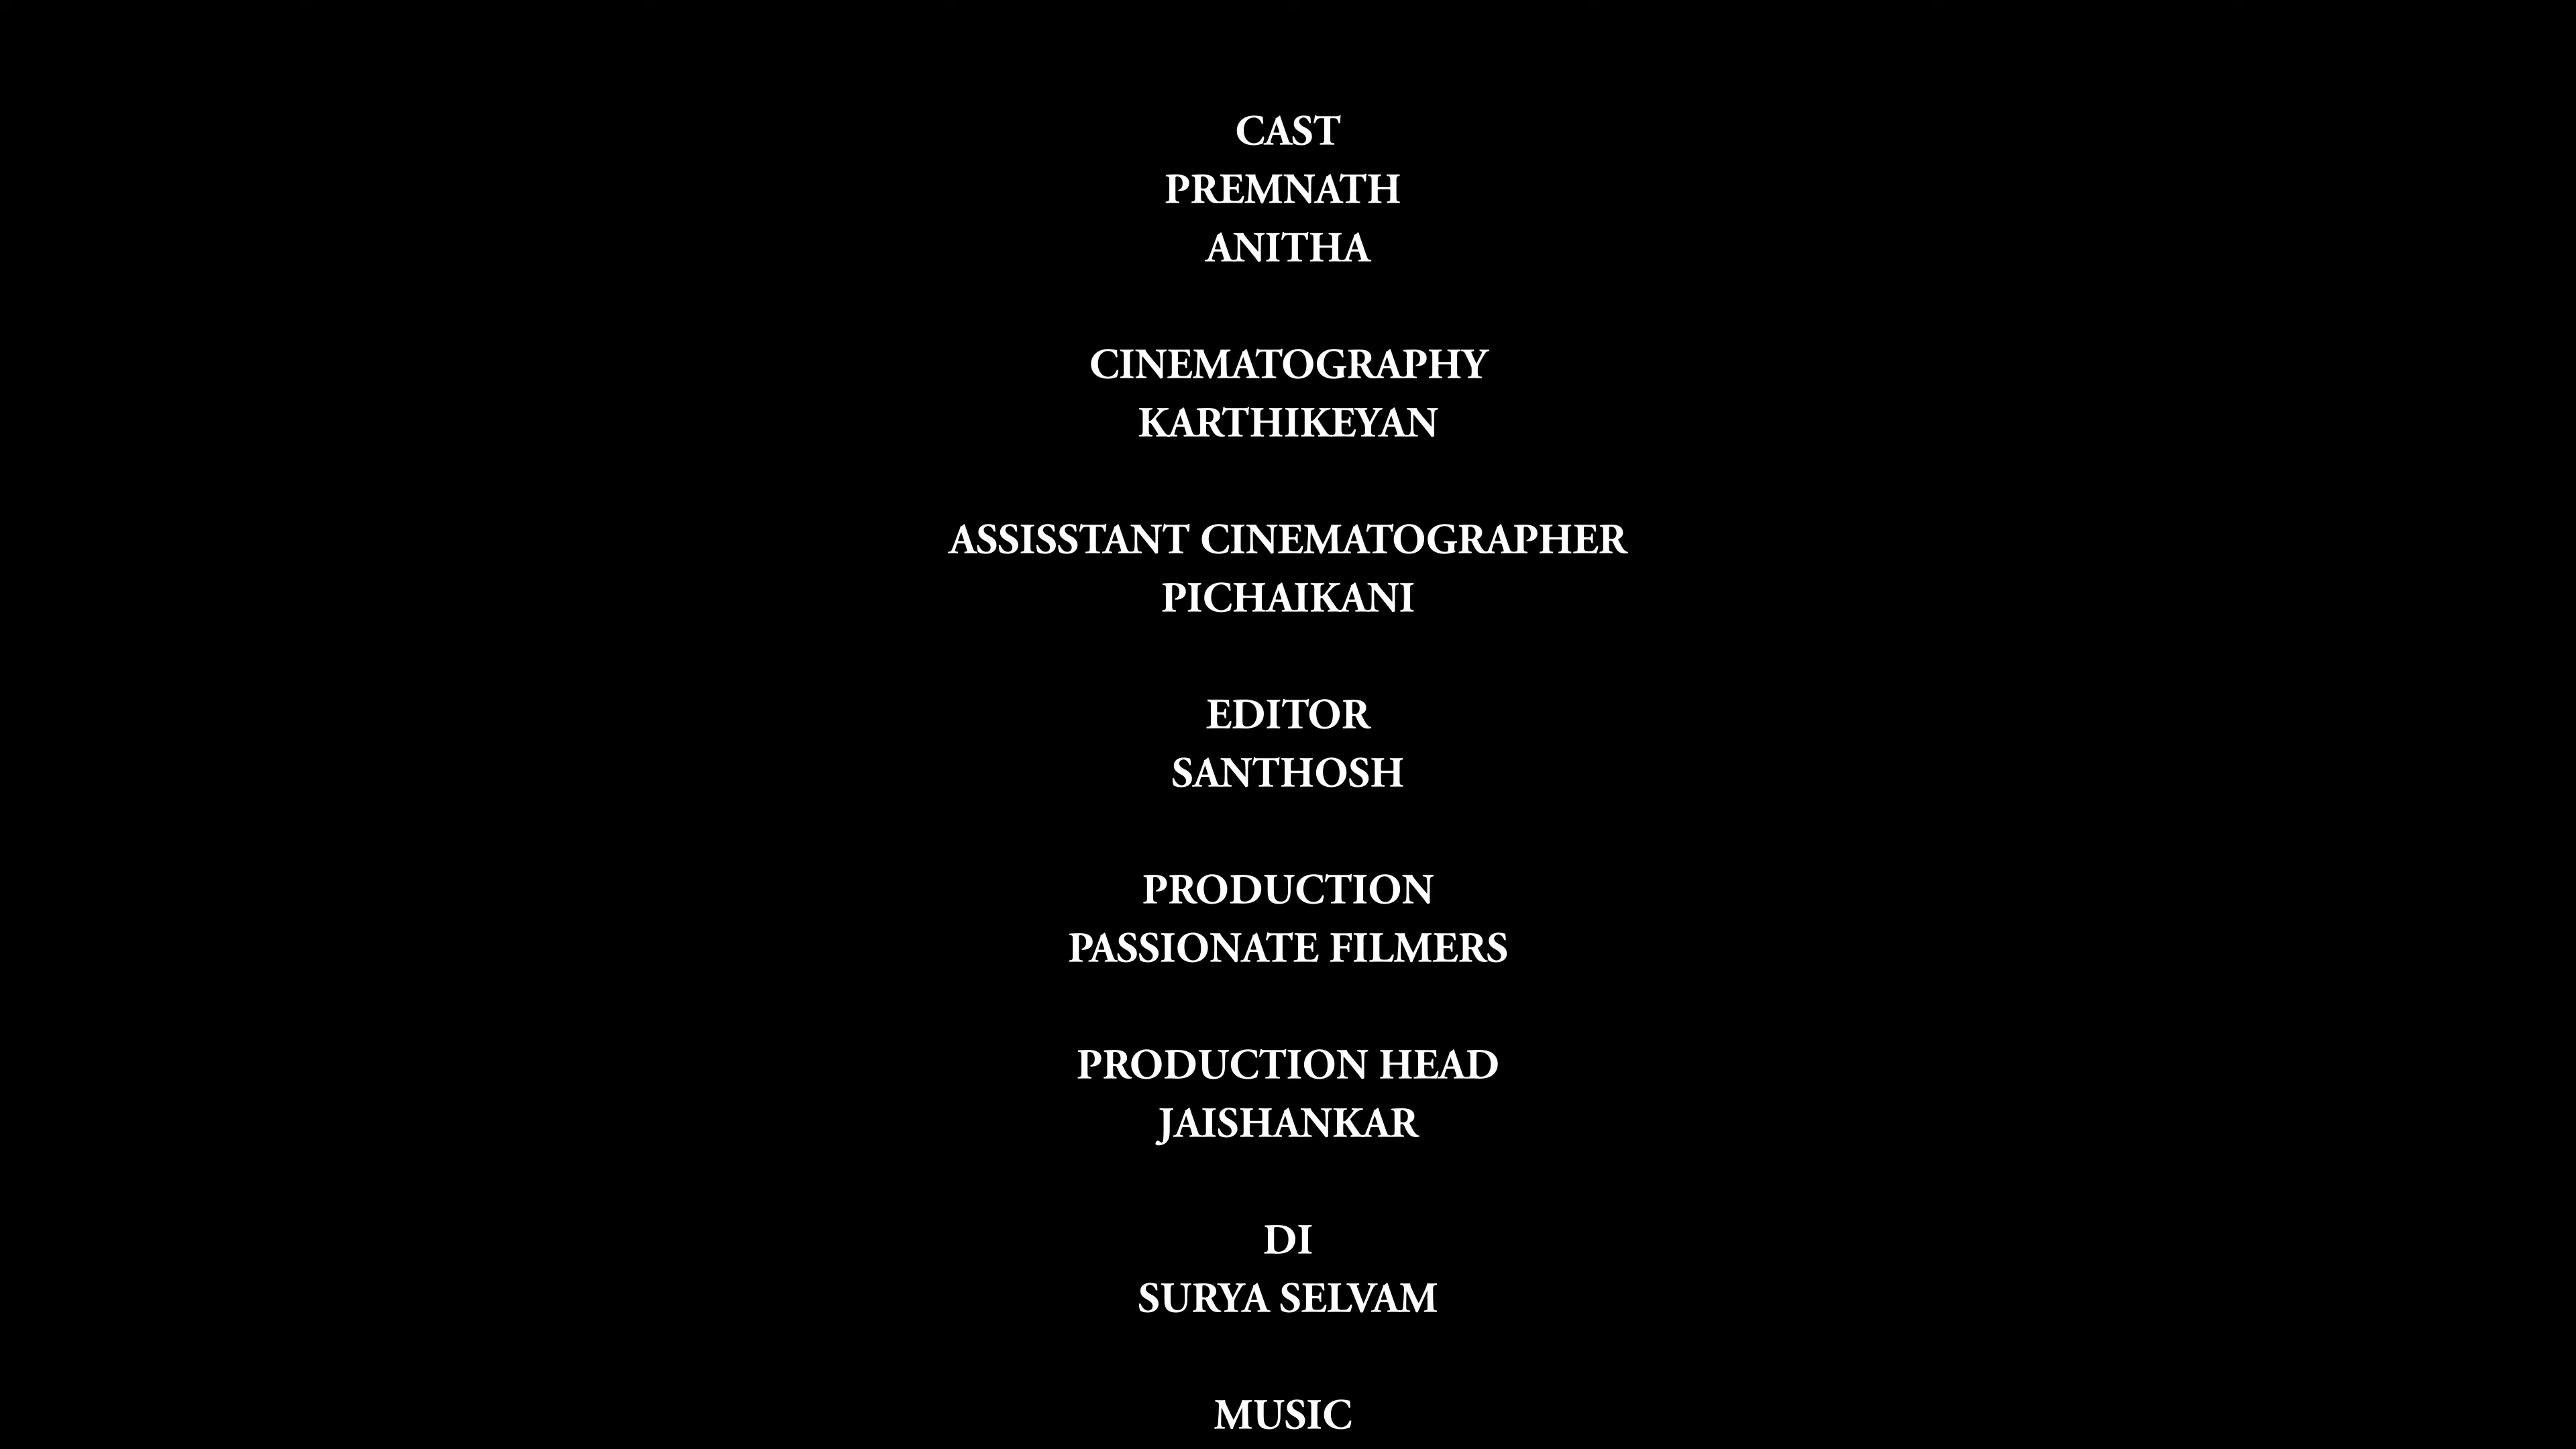 CAST
PREMNATH
ANITHA
CINEMATOGRAPHY
KARTHIKEYAN
ASSISSTANT CINEMATOGRAPHER
PICHAIKANI
EDITOR
SANTHOSH
PRODUCTION
PASSIONATE FILMERS
PRODUCTION HEAD
JAISHANKAR
DI
SURYA SELVAM
MUSIC